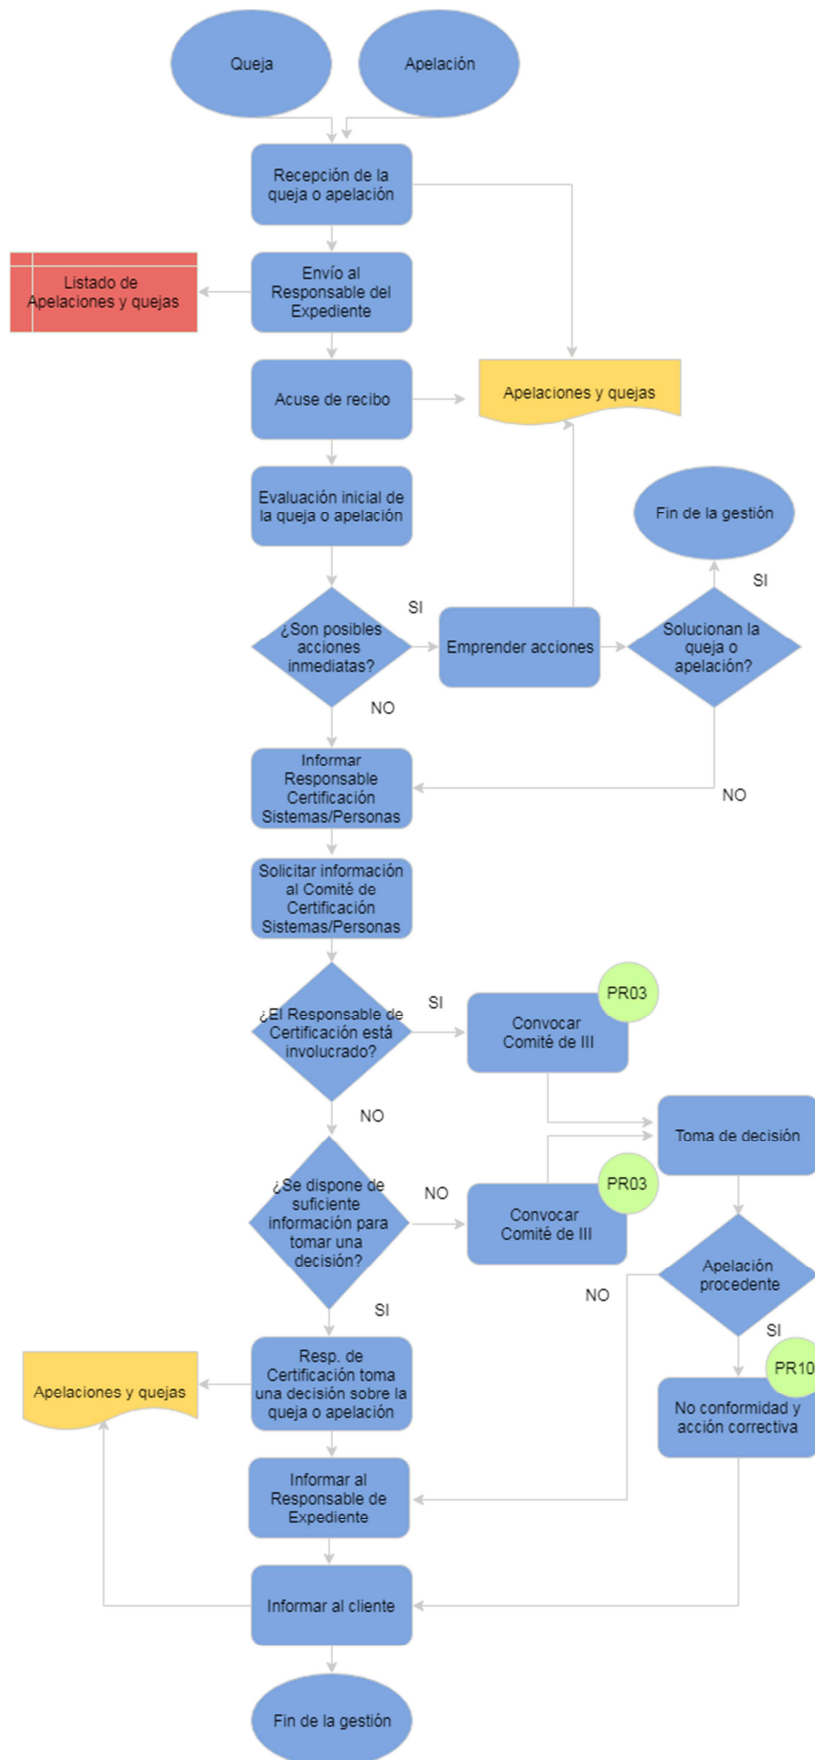 Queja
Apelación
Recepción de la
queja o apelación
Listado de
Apelaciones y quejas
Envío al
Responsable del
Expediente
Acuse de recibo
Apelaciones y quejas
Evaluación inicial de
la queja o apelación
Fin de la gestión
SI
¿Son posibles
acciones
inmediatas?
SI
Emprender acciones
Solucionan la
queja o
apelación?
NO
NO
Informar
Responsable
Certificación
Sistemas/Personas
Solicitar información
al Comité de
Certificación
Sistemas/Personas
¿El Responsable de
Certificación está
involucrado?
SI
PR03
Convocar
Comité de III
NO
Toma de decisión
¿Se dispone de
suficiente
información para
tomar una
decisión?
NO
PR03
Convocar
Comité de III
Apelación
procedente
NO
SI
SI
PR10
Resp. de
Certificación toma
una decisión sobre la
queja o apelación
Apelaciones y quejas
No conformidad y
acción correctiva
Informar al
Responsable de
Expediente
Informar al cliente
Fin de la gestión